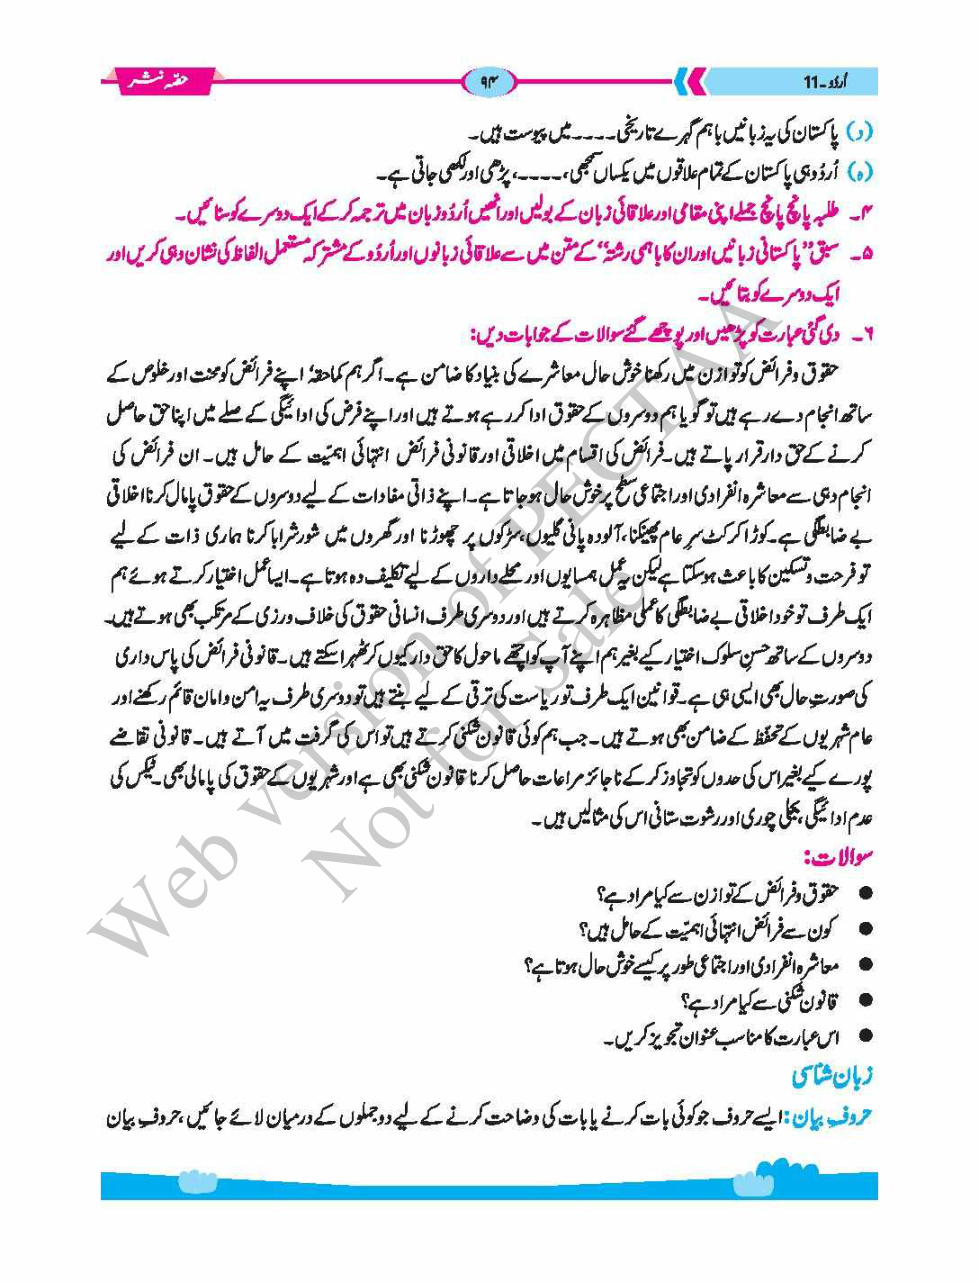 اُردُو۔11
۹۴
حصّہ نثر
(د) پاکستان کی یہ زبانیں باہم گہرے تاریخی۔۔۔۔ میں پیوست ہیں۔
(ہ) اُردُو ہی پاکستان کے تمام علاقوں میں یکساں سمجھی،۔۔۔۔، پڑھی اور لکھی جاتی ہے۔
۴۔ طلبہ پانچ پانچ جملے اپنی مقامی اور علاقائی زبان کے بولیں اور انھیں اُردُو زبان میں ترجمہ کر کے ایک دوسرے کو سنائیں۔
۵۔ سبق ”پاکستانی زبانیں اور ان کا باہمی رشتہ“ کے متن میں سے علاقائی زبانوں اور اُردُو کے مشترکہ مستعمل الفاظ کی نشان دہی کریں اور
ایک دوسرے کو بتائیں۔
۶۔ دی گئی عبارت کو پڑھیں اور پوچھے گئے سوالات کے جوابات دیں:
حقوق و فرائض کو توازن میں رکھنا خوش حال معاشرے کی بنیاد کا ضامن ہے۔ اگر ہم کماحقہٗ اپنے فرائض کو محنت اور خلوص کے
ساتھ انجام دے رہے ہیں تو گویا ہم دوسروں کے حقوق ادا کر رہے ہوتے ہیں اور اپنے فرض کی ادائیگی کے صلے میں اپنا حق حاصل
کرنے کے حق دار قرار پاتے ہیں۔ فرائض کی اقسام میں اخلاقی اور قانونی فرائض انتہائی اہمیّت کے حامل ہیں۔ ان فرائض کی
انجام دہی سے معاشرہ انفرادی اور اجتماعی سطح پر خوش حال ہو جاتا ہے۔ اپنے ذاتی مفادات کے لیے دوسروں کے حقوق پامال کرنا اخلاقی
بے ضابطگی ہے۔ کوڑا کرکٹ سرِ عام پھینکنا، آلودہ پانی گلیوں، سڑکوں پر چھوڑنا اور گھروں میں شور شرابا کرنا ہماری ذات کے لیے
تو فرحت و تسکین کا باعث ہو سکتا ہے لیکن یہ عمل ہمسایوں اور محلے داروں کے لیے تکلیف دہ ہوتا ہے۔ ایسا عمل اختیار کرتے ہوئے ہم
ایک طرف تو خود اخلاقی بے ضابطگی کا عملی مظاہرہ کرتے ہیں اور دوسری طرف انسانی حقوق کی خلاف ورزی کے مرتکب بھی ہوتے ہیں۔
دوسروں کے ساتھ حسنِ سلوک اختیار کیے بغیر ہم اپنے آپ کو اچھے ماحول کا حق دار کیوں کر ٹھہرا سکتے ہیں۔ قانونی فرائض کی پاس داری
کی صورتِ حال بھی ایسی ہی ہے۔ قوانین ایک طرف تو ریاست کی ترقی کے لیے بنتے ہیں تو دوسری طرف یہ امن و امان قائم رکھنے اور
عام شہریوں کے تحفّظ کے ضامن بھی ہوتے ہیں۔ جب ہم کوئی قانون شکنی کرتے ہیں تو اس کی گرفت میں آتے ہیں۔ قانونی تقاضے
پورے کیے بغیر اس کی حدوں کو تجاوز کر کے ناجائز مراعات حاصل کرنا قانون شکنی بھی ہے اور شہریوں کے حقوق کی پامالی بھی۔ ٹیکس کی
عدم ادائیگی، بجلی چوری اور رشوت ستانی اس کی مثالیں ہیں۔
سوالات:
● حقوق و فرائض کے توازن سے کیا مراد ہے؟
● کون سے فرائض انتہائی اہمیّت کے حامل ہیں؟
● معاشرہ انفرادی اور اجتماعی طور پر کیسے خوش حال ہوتا ہے؟
● قانون شکنی سے کیا مراد ہے؟
● اس عبارت کا مناسب عنوان تجویز کریں۔
زبان شناسی
حروفِ بیان: ایسے حروف جو کوئی بات کرنے یا بات کی وضاحت کرنے کے لیے دو جملوں کے درمیان لائے جائیں، حروفِ بیان
Web version of PECTAA
Not for Sale